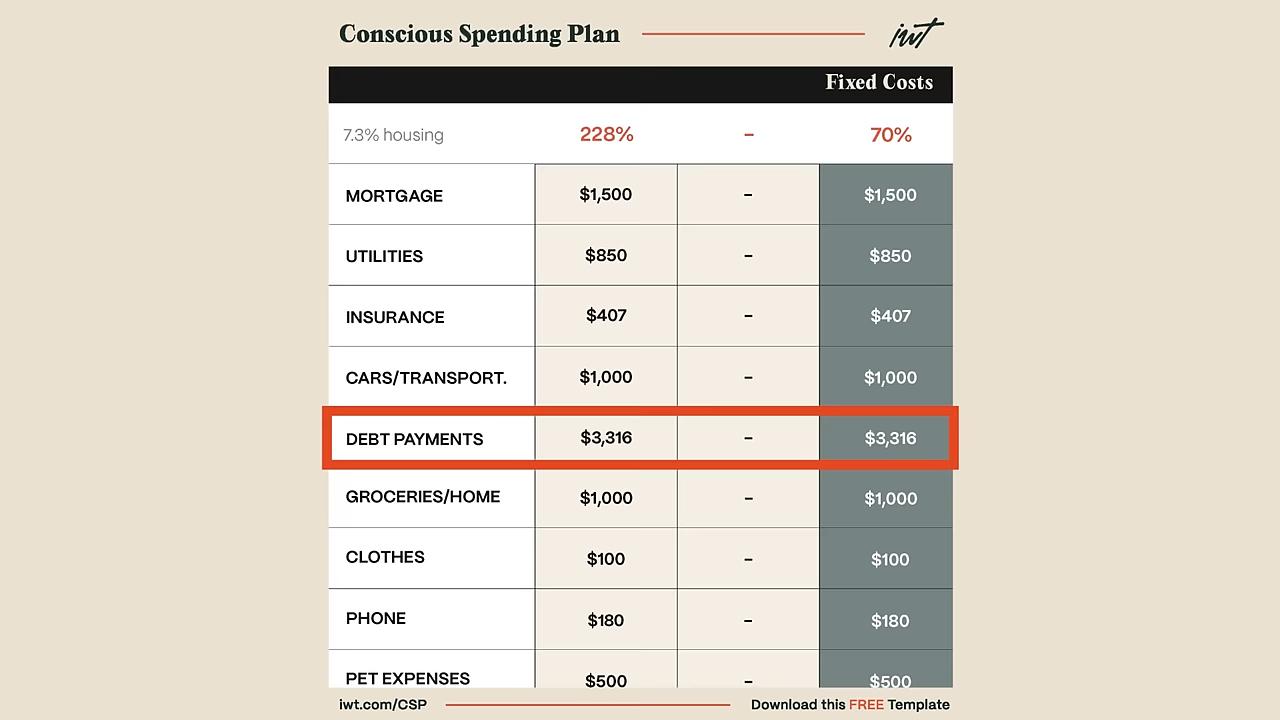 Conscious Spending Plan iwt
Fixed Costs
7.3% housing 228% – 70%
MORTGAGE $1,500 – $1,500
UTILITIES $850 – $850
INSURANCE $407 – $407
CARS/TRANSPORT. $1,000 – $1,000
DEBT PAYMENTS $3,316 – $3,316
GROCERIES/HOME $1,000 – $1,000
CLOTHES $100 – $100
PHONE $180 – $180
PET EXPENSES $500 – $500
iwt.com/CSP Download this FREE Template